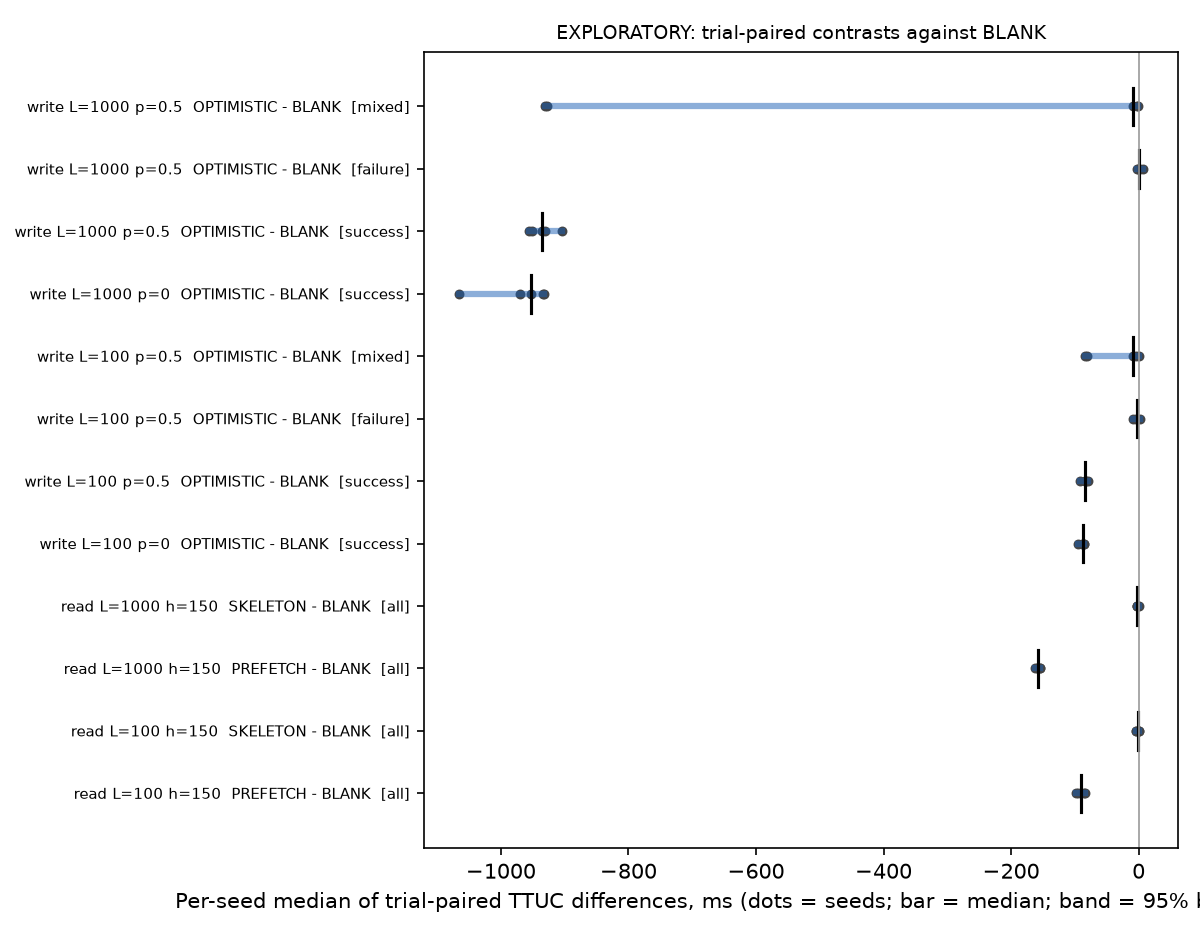 EXPLORATORY: trial-paired contrasts against BLANK
write L=1000 p=0.5  OPTIMISTIC - BLANK  [mixed]
write L=1000 p=0.5  OPTIMISTIC - BLANK  [failure]
write L=1000 p=0.5  OPTIMISTIC - BLANK  [success]
write L=1000 p=0  OPTIMISTIC - BLANK  [success]
write L=100 p=0.5  OPTIMISTIC - BLANK  [mixed]
write L=100 p=0.5  OPTIMISTIC - BLANK  [failure]
write L=100 p=0.5  OPTIMISTIC - BLANK  [success]
write L=100 p=0  OPTIMISTIC - BLANK  [success]
read L=1000 h=150  SKELETON - BLANK  [all]
read L=1000 h=150  PREFETCH - BLANK  [all]
read L=100 h=150  SKELETON - BLANK  [all]
read L=100 h=150  PREFETCH - BLANK  [all]
−1000 −800 −600 −400 −200 0
Per-seed median of trial-paired TTUC differences, ms (dots = seeds; bar = median; band = 95%